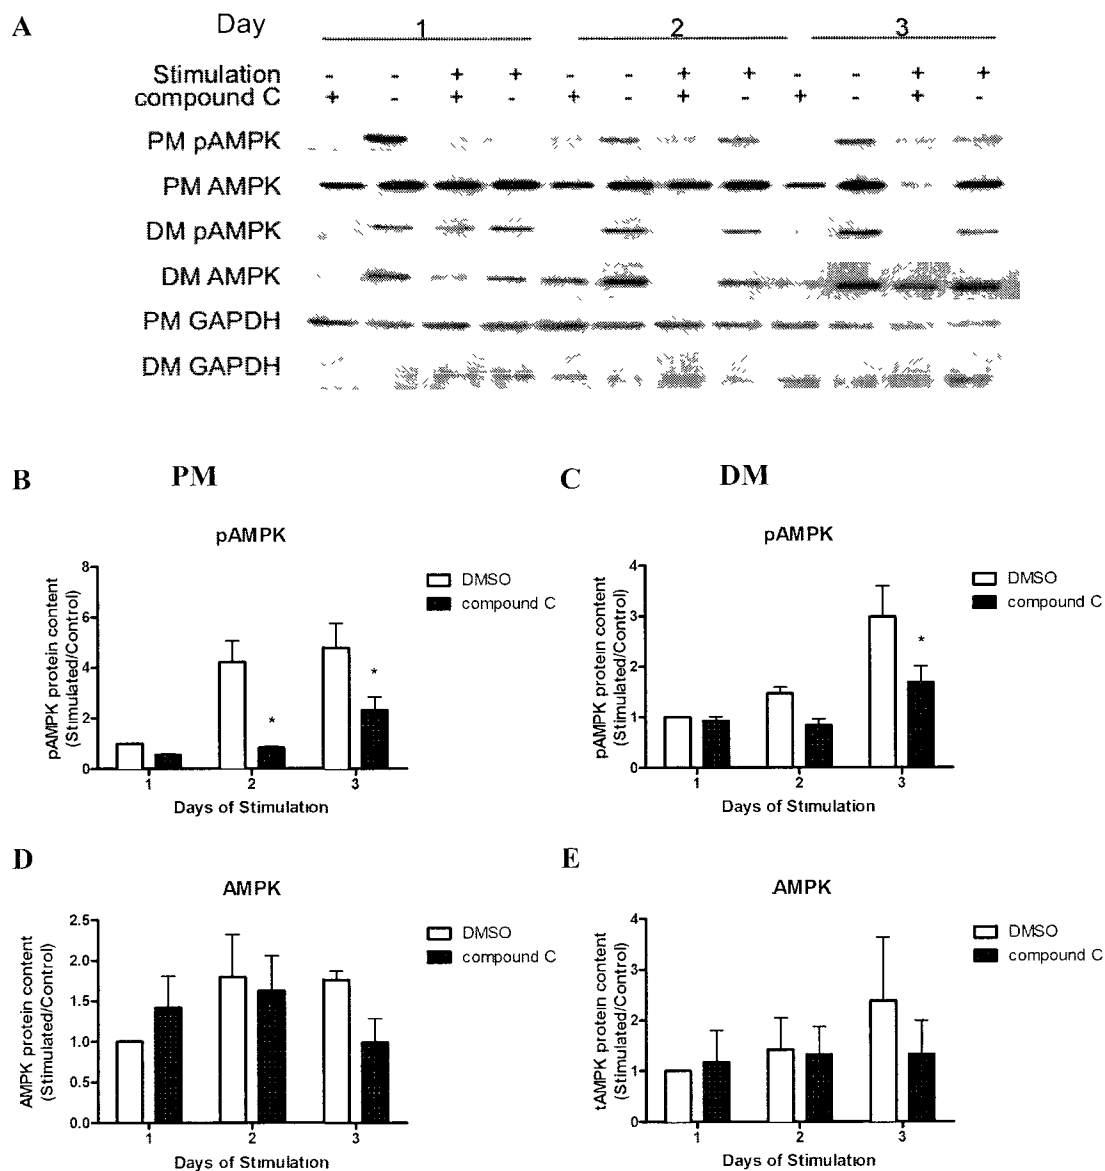 A Day 1 2 3
Stimulation - - + + - - + + - - + +
compound C + - + - + - + - + - + -
PM pAMPK
PM AMPK
DM pAMPK
DM AMPK
PM GAPDH
DM GAPDH
B PM
pAMPK
DMSO
compound C
pAMPK protein content
(Stimulated/Control)
8
6
4
2
0
* *
1 2 3
Days of Stimulation
C DM
pAMPK
DMSO
compound C
pAMPK protein content
(Stimulated/Control)
4
3
2
1
0
*
1 2 3
Days of Stimulation
D
AMPK
DMSO
compound C
AMPK protein content
(Stimulated/Control)
2.5
2.0
1.5
1.0
0.0
1 2 3
Days of Stimulation
E
AMPK
DMSO
compound C
tAMPK protein content
(Stimulated/Control)
4
3
2
1
0
1 2 3
Days of Stimulation